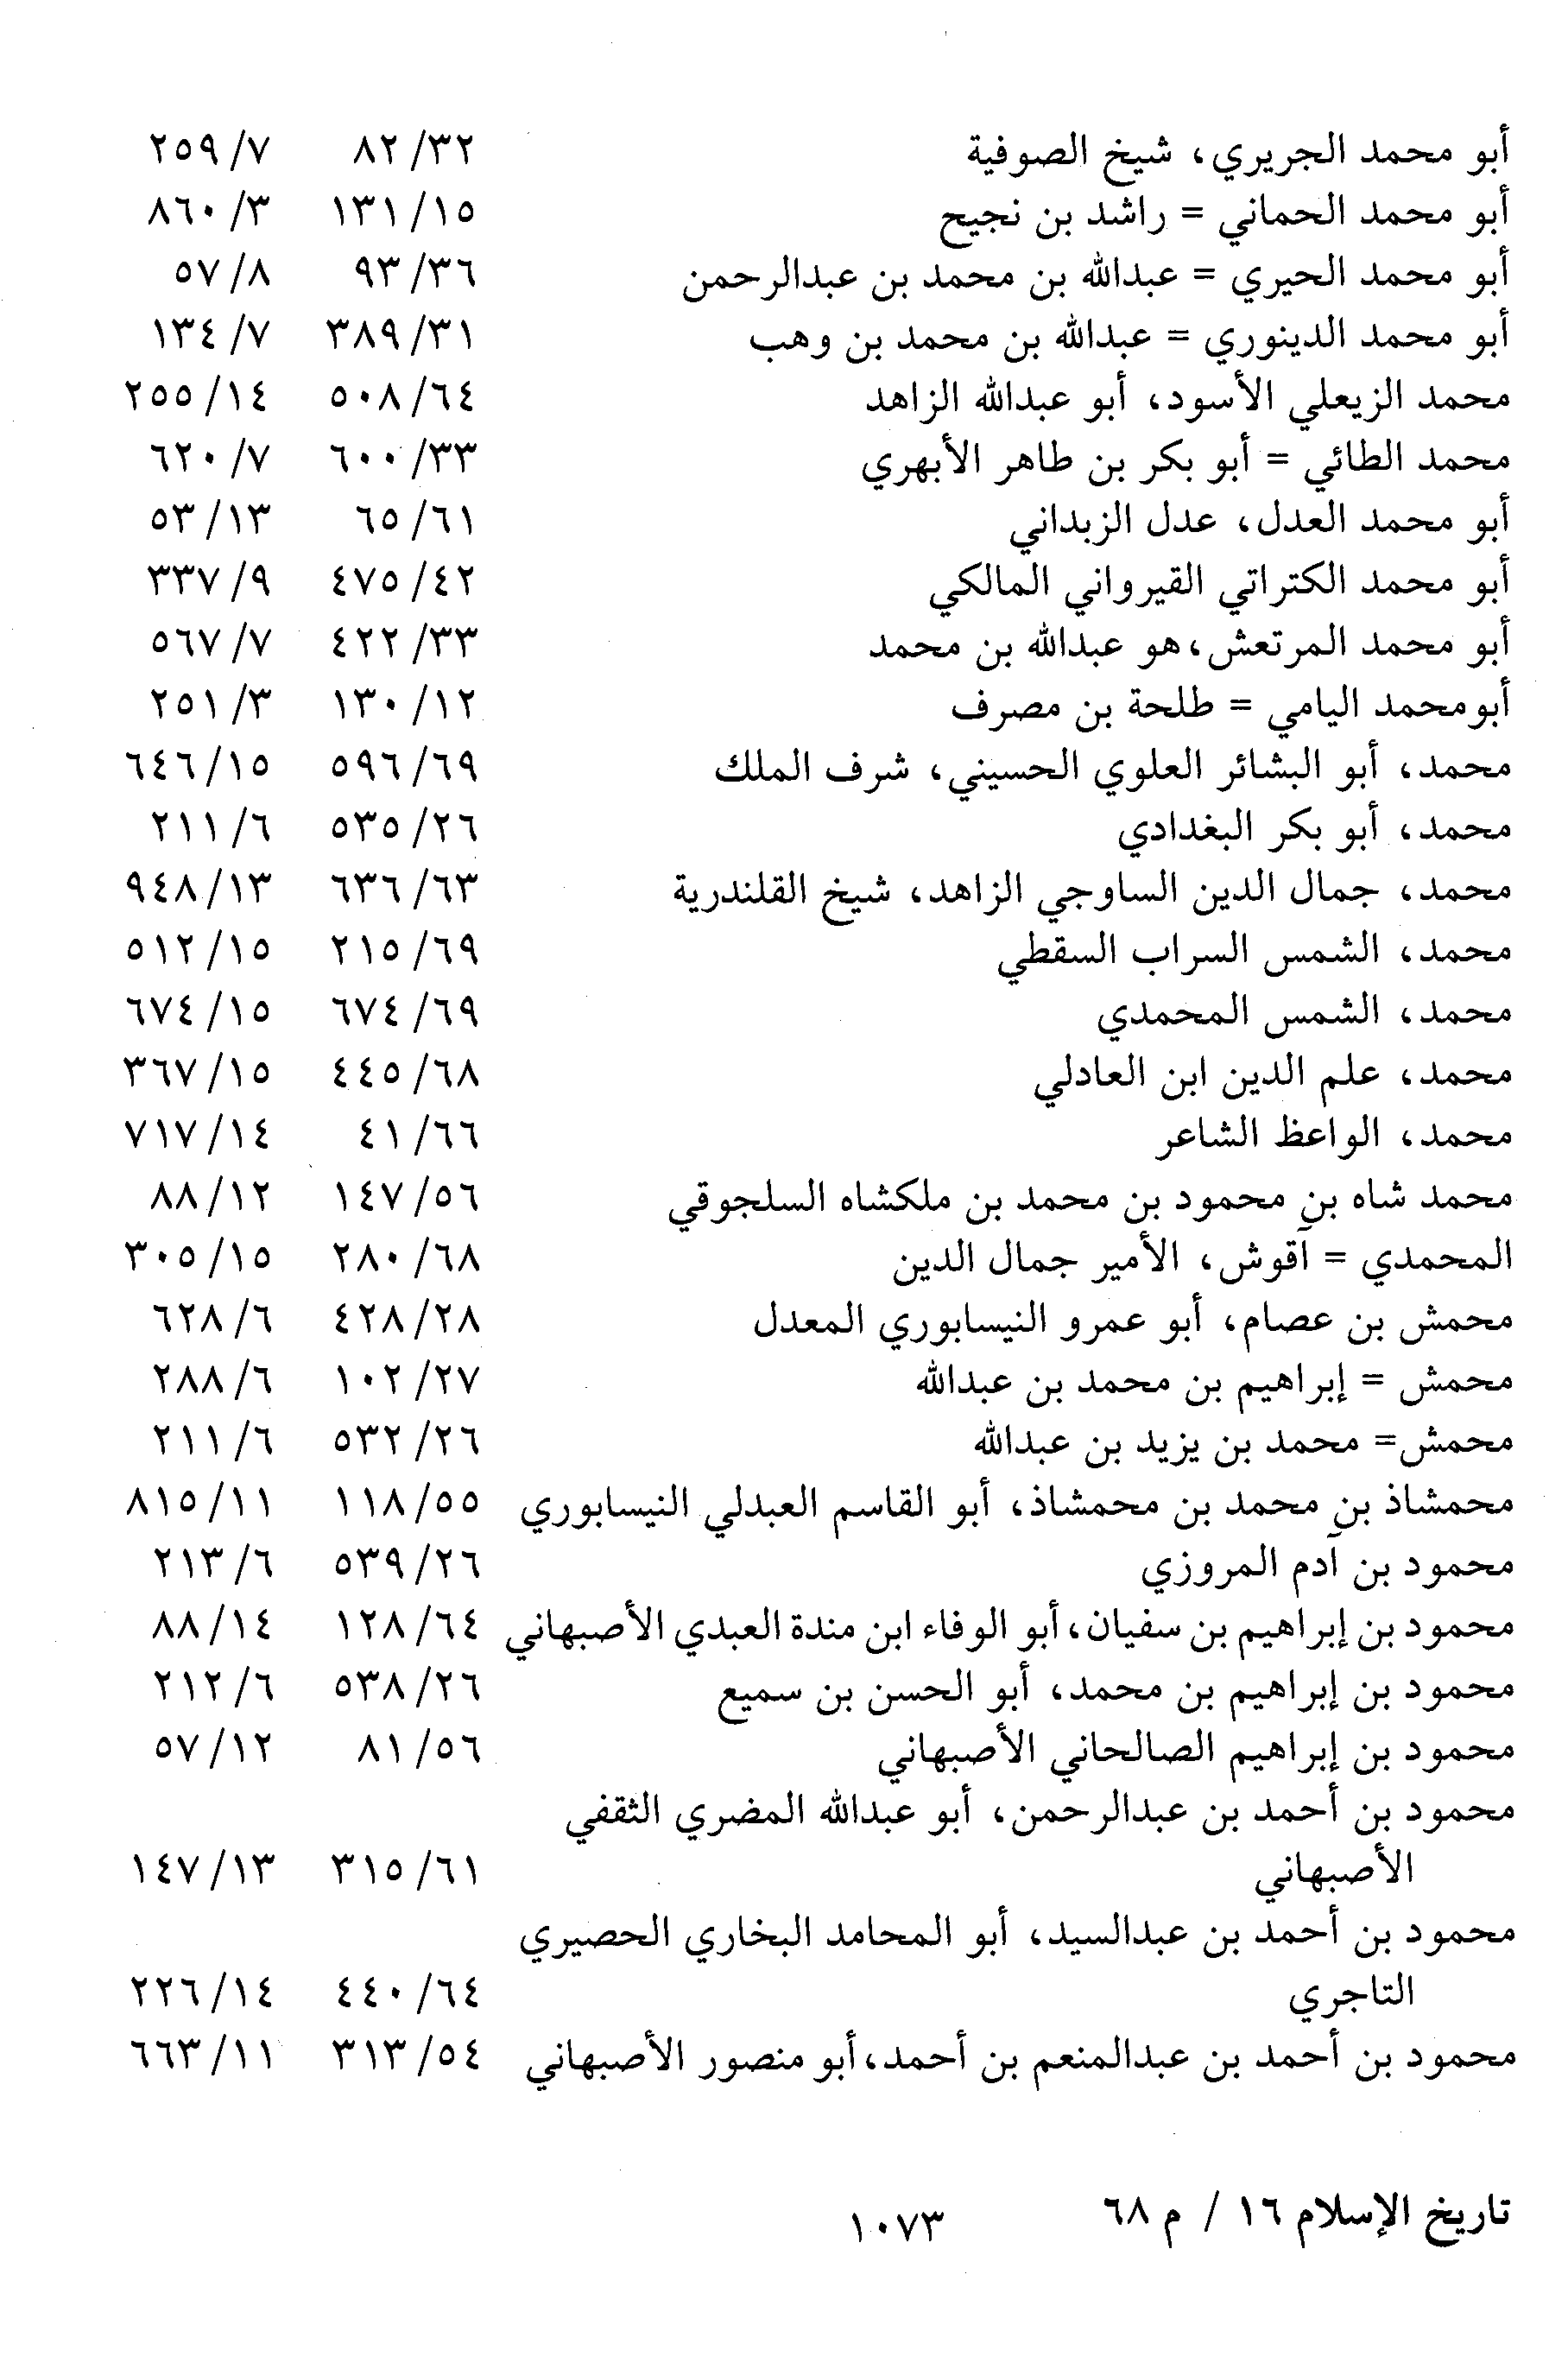 أبو محمد الجريري، شيخ الصوفية ٣٢/ ٨٢ ٧/ ٢٥٩
أبو محمد الحماني = راشد بن نجيح ١٥/ ١٣١ ٣/ ٨٦٠
أبو محمد الحيري = عبدالله بن محمد بن عبدالرحمن ٣٦/ ٩٣ ٨/ ٥٧
أبو محمد الدينوري = عبدالله بن محمد بن وهب ٣١/ ٣٨٩ ٧/ ١٣٤
محمد الزيعلي الأسود، أبو عبدالله الزاهد ٦٤/ ٥٠٨ ١٤/ ٢٥٥
محمد الطائي = أبو بكر بن طاهر الأبهري ٣٣/ ٦٠٠ ٧/ ٦٢٠
أبو محمد العدل، عدل الزبداني ٦١/ ٦٥ ١٣/ ٥٣
أبو محمد الكتراتي القيرواني المالكي ٤٢/ ٤٧٥ ٩/ ٣٣٧
أبو محمد المرتعش، هو عبدالله بن محمد ٣٣/ ٤٢٢ ٧/ ٥٦٧
أبومحمد اليامي = طلحة بن مصرف ١٢/ ١٣٠ ٣/ ٢٥١
محمد، أبو البشائر العلوي الحسيني، شرف الملك ٦٩/ ٥٩٦ ١٥/ ٦٤٦
محمد، أبو بكر البغدادي ٢٦/ ٥٣٥ ٦/ ٢١١
محمد، جمال الدين الساوجي الزاهد، شيخ القلندرية ٦٣/ ٦٣٦ ١٣/ ٩٤٨
محمد، الشمس السراب السقطي ٦٩/ ٢١٥ ١٥/ ٥١٢
محمد، الشمس المحمدي ٦٩/ ٦٧٤ ١٥/ ٦٧٤
محمد، علم الدين ابن العادلي ٦٨/ ٤٤٥ ١٥/ ٣٦٧
محمد، الواعظ الشاعر ٦٦/ ٤١ ١٤/ ٧١٧
محمد شاه بن محمود بن محمد بن ملكشاه السلجوقي ٥٦/ ١٤٧ ١٢/ ٨٨
المحمدي = آقوش، الأمير جمال الدين ٦٨/ ٢٨٠ ١٥/ ٣٠٥
محمش بن عصام، أبو عمرو النيسابوري المعدل ٢٨/ ٤٢٨ ٦/ ٦٢٨
محمش = إبراهيم بن محمد بن عبدالله ٢٧/ ١٠٢ ٦/ ٢٨٨
محمش= محمد بن يزيد بن عبدالله ٢٦/ ٥٣٢ ٦/ ٢١١
محمشاذ بن محمد بن محمشاذ، أبو القاسم العبدلي النيسابوري ٥٥/ ١١٨ ١١/ ٨١٥
محمود بن آدم المروزي ٢٦/ ٥٣٩ ٦/ ٢١٣
محمود بن إبراهيم بن سفيان، أبو الوفاء ابن مندة العبدي الأصبهاني ٦٤/ ١٢٨ ١٤/ ٨٨
محمود بن إبراهيم بن محمد، أبو الحسن بن سميع ٢٦/ ٥٣٨ ٦/ ٢١٢
محمود بن إبراهيم الصالحاني الأصبهاني ٥٦/ ٨١ ١٢/ ٥٧
محمود بن أحمد بن عبدالرحمن، أبو عبدالله المضري الثقفي
الأصبهاني ٦١/ ٣١٥ ١٣/ ١٤٧
محمود بن أحمد بن عبدالسيد، أبو المحامد البخاري الحصيري
التاجري ٦٤/ ٤٤٠ ١٤/ ٢٢٦
محمود بن أحمد بن عبدالمنعم بن أحمد، أبو منصور الأصبهاني ٥٤/ ٣١٣ ١١/ ٦٦٣
تاريخ الإسلام ١٦ / م ٦٨
١٠٧٣